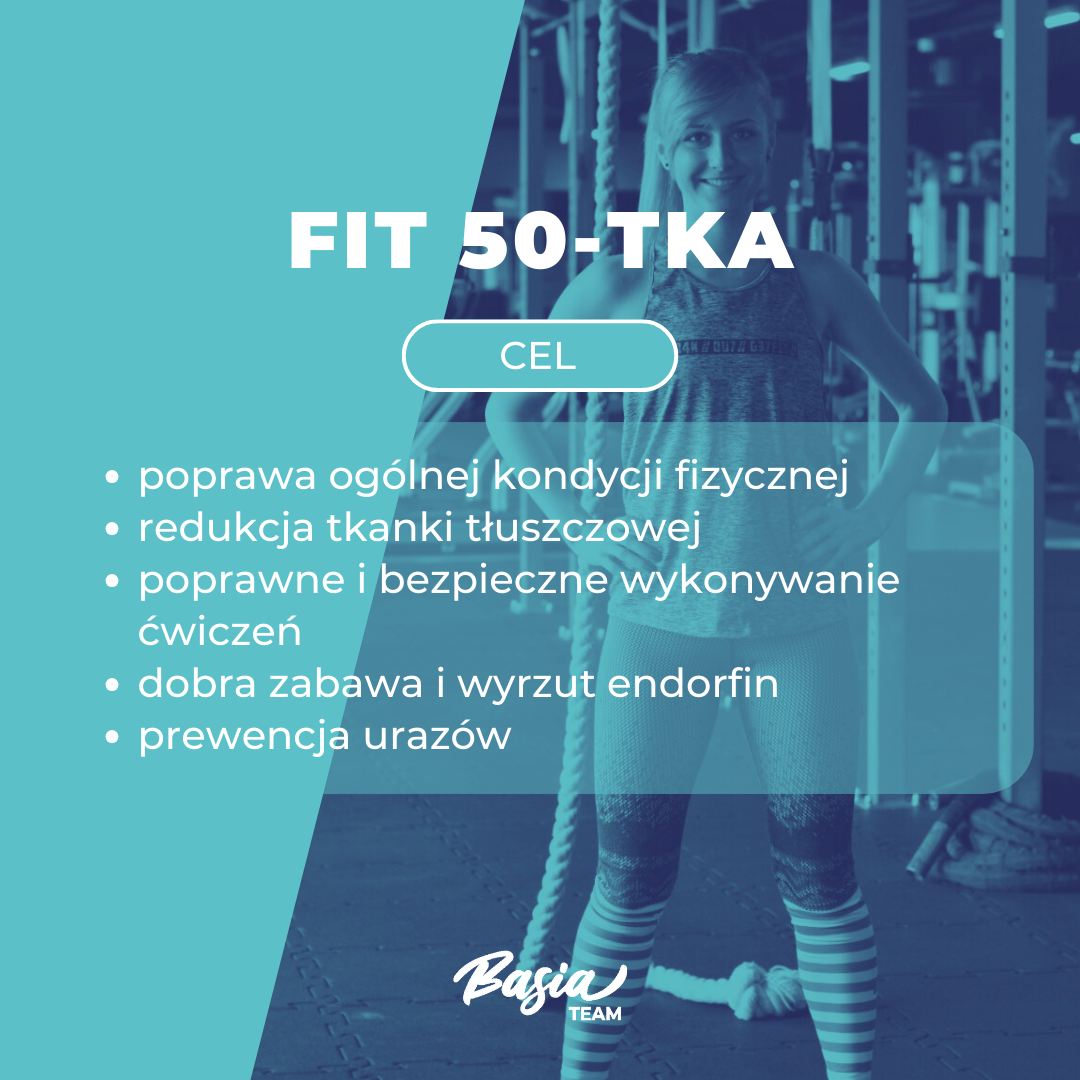 FIT 50-TKA
CEL
• poprawa ogólnej kondycji fizycznej
• redukcja tkanki tłuszczowej
• poprawne i bezpieczne wykonywanie
ćwiczeń
• dobra zabawa i wyrzut endorfin
• prewencja urazów
Basia
TEAM